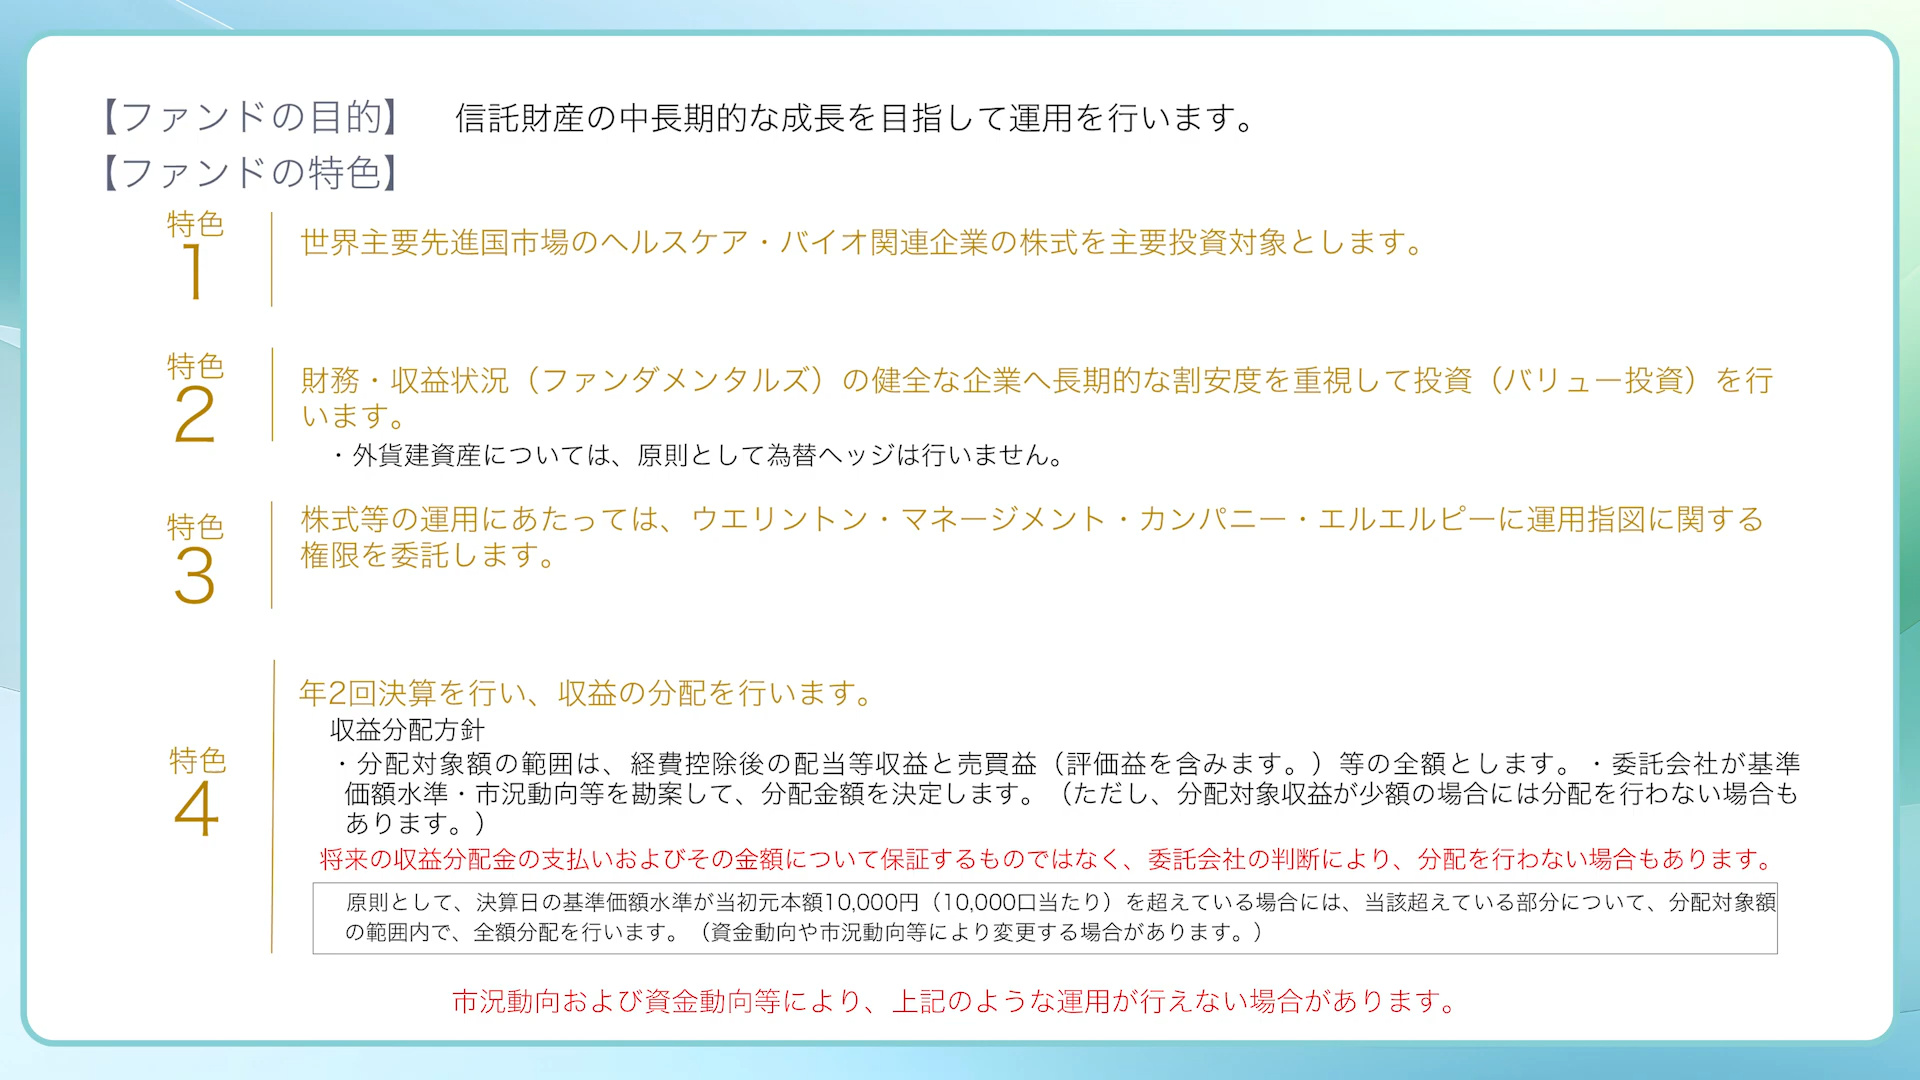 【ファンドの目的】 信託財産の中長期的な成長を目指して運用を行います。
【ファンドの特色】
特色
1
世界主要先進国市場のヘルスケア・バイオ関連企業の株式を主要投資対象とします。
特色
2
財務・収益状況（ファンダメンタルズ）の健全な企業へ長期的な割安度を重視して投資（バリュー投資）を行
います。
・外貨建資産については、原則として為替ヘッジは行いません。
特色
3
株式等の運用にあたっては、ウエリントン・マネージメント・カンパニー・エルエルピーに運用指図に関する
権限を委託します。
特色
4
年2回決算を行い、収益の分配を行います。
収益分配方針
・分配対象額の範囲は、経費控除後の配当等収益と売買益（評価益を含みます。）等の全額とします。・委託会社が基準
価額水準・市況動向等を勘案して、分配金額を決定します。（ただし、分配対象収益が少額の場合には分配を行わない場合も
あります。）
将来の収益分配金の支払いおよびその金額について保証するものではなく、委託会社の判断により、分配を行わない場合もあります。
原則として、決算日の基準価額水準が当初元本額10,000円（10,000口当たり）を超えている場合には、当該超えている部分について、分配対象額
の範囲内で、全額分配を行います。（資金動向や市況動向等により変更する場合があります。）
市況動向および資金動向等により、上記のような運用が行えない場合があります。